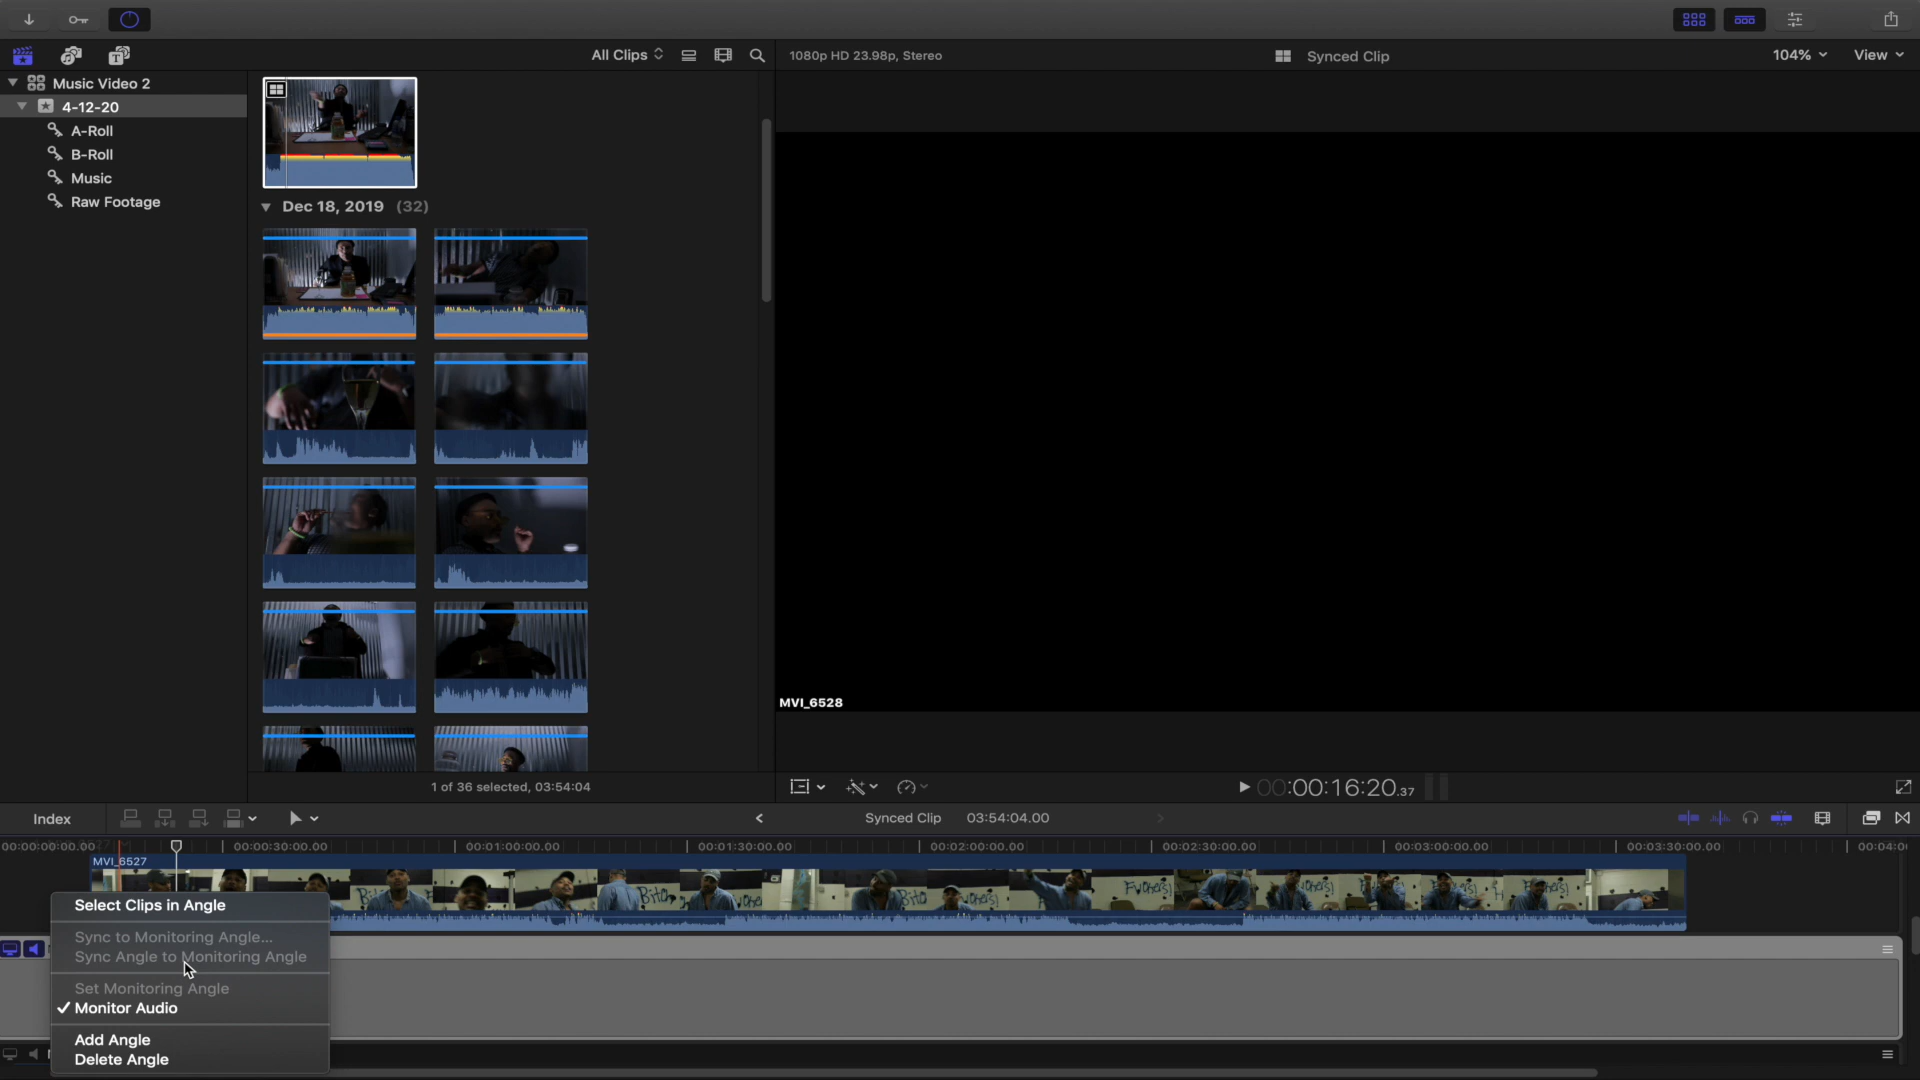 All Clips
1080p HD 23.98p, Stereo
Synced Clip
104%
View
Music Video 2
4-12-20
A-Roll
B-Roll
Music
Raw Footage
Dec 18, 2019 (32)
MVI_6528
1 of 36 selected, 03:54:04
00:00:16:20.37
Index
Synced Clip 03:54:04.00
00:00:00:00.00
00:00:30:00.00
00:01:00:00.00
00:01:30:00.00
00:02:00:00.00
00:02:30:00.00
00:03:00:00.00
00:03:30:00.00
00:04:0
MVI_6527
Select Clips in Angle
Sync to Monitoring Angle...
Sync Angle to Monitoring Angle
Set Monitoring Angle
Monitor Audio
Add Angle
Delete Angle